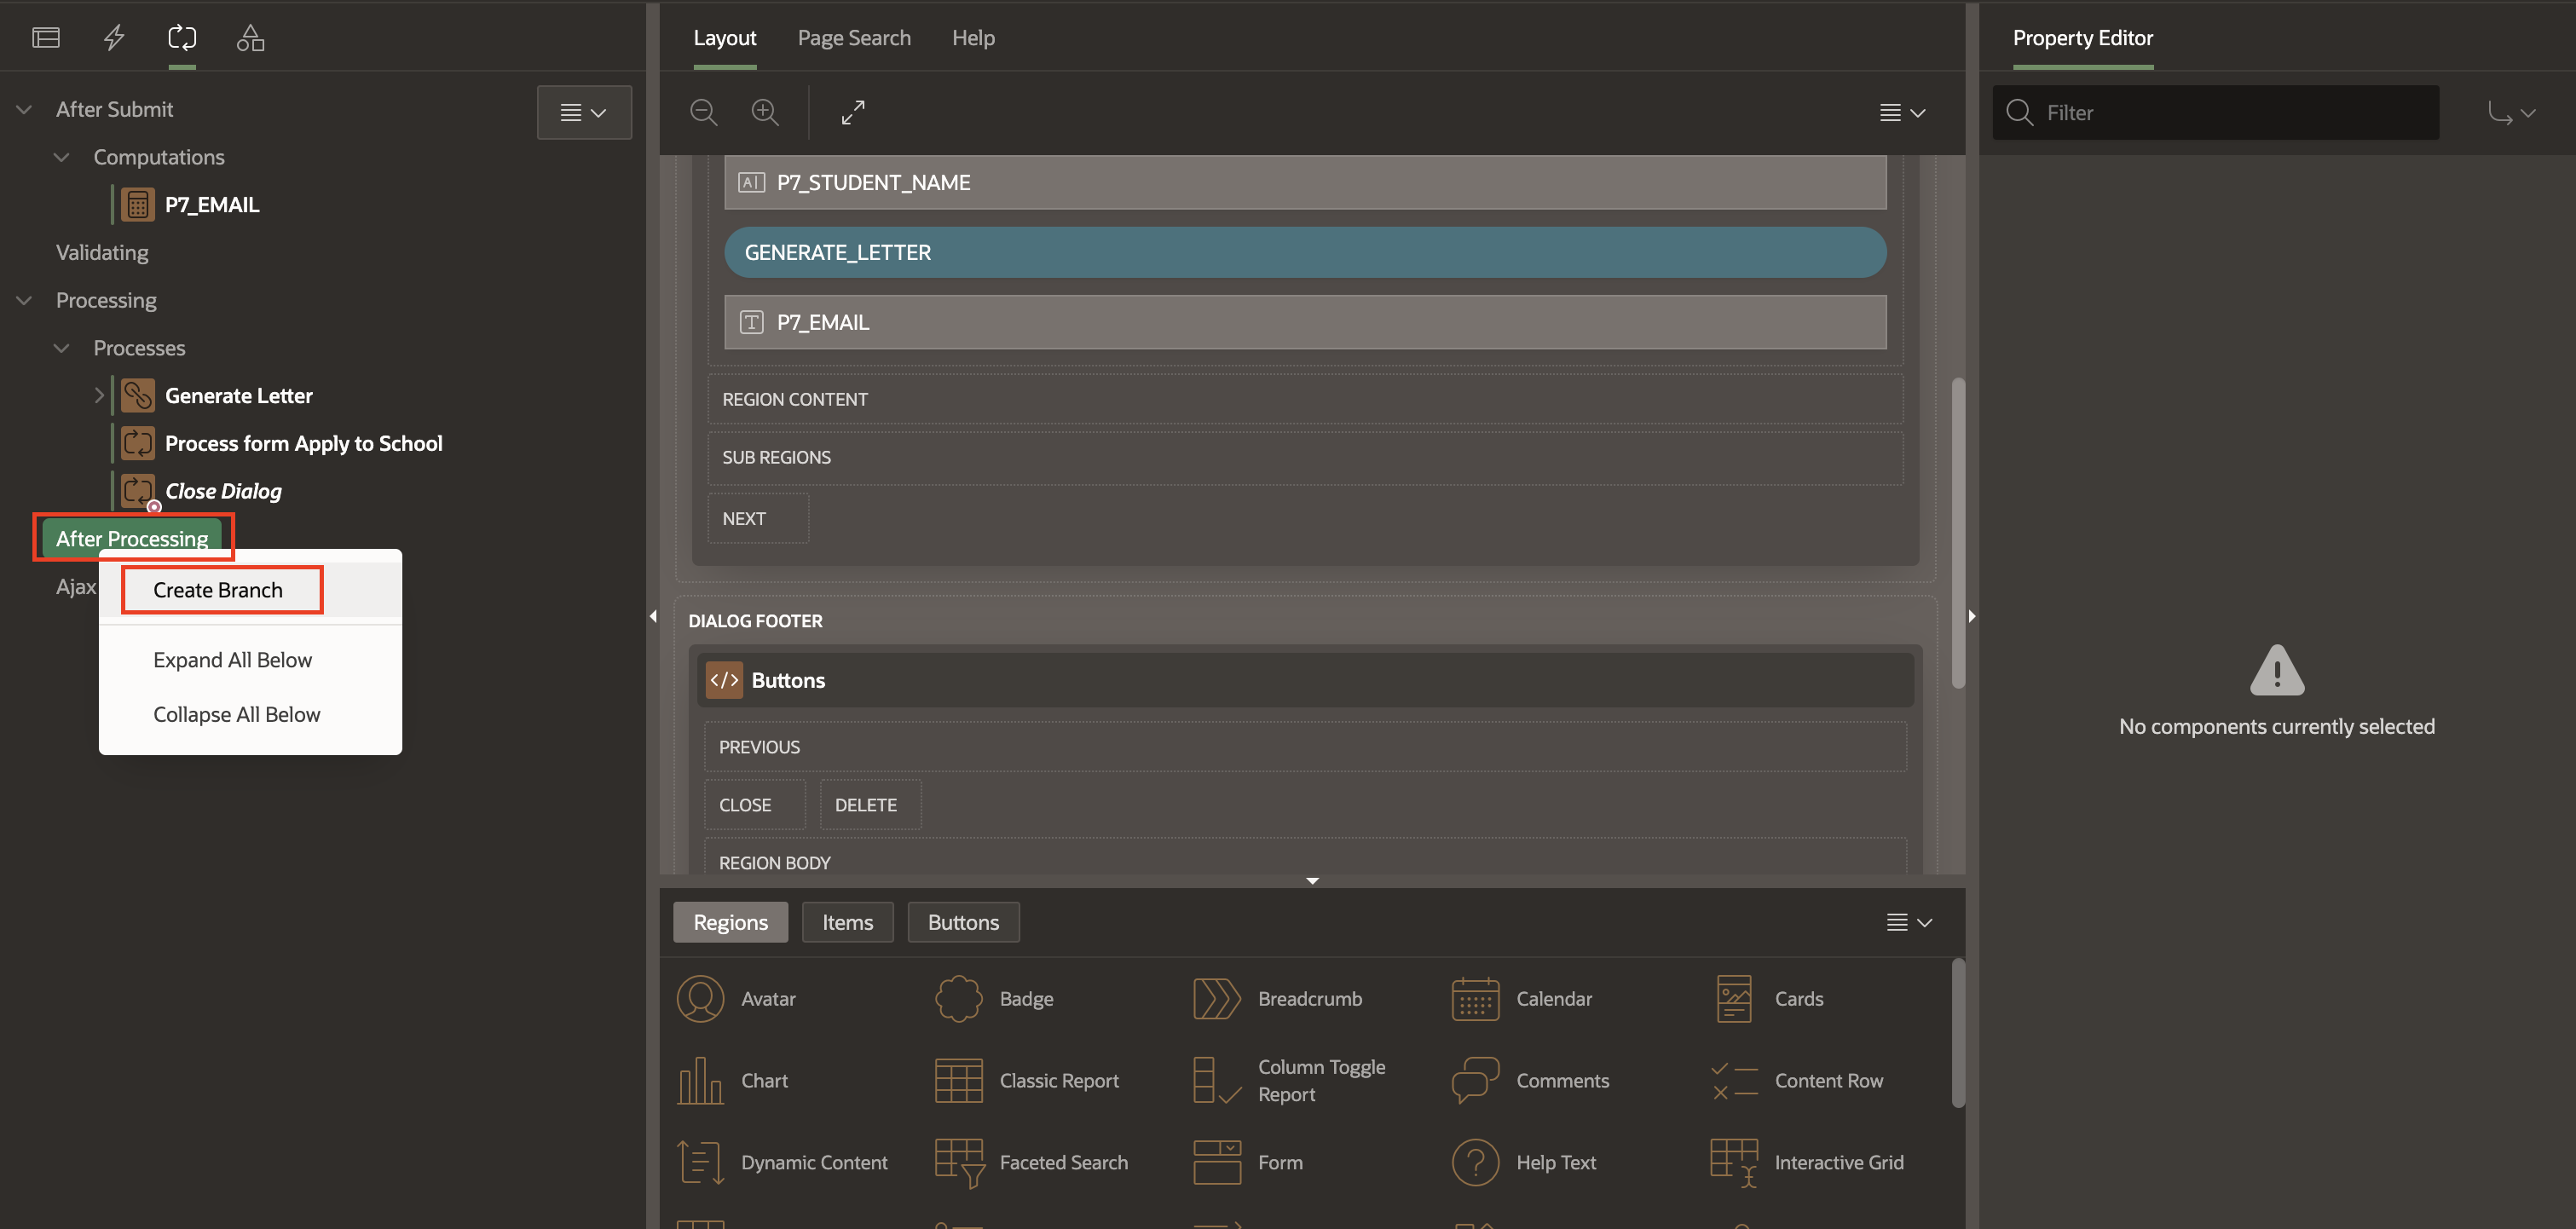 After Submit
Computations
P7_EMAIL
Validating
Processing
Processes
Generate Letter
Process form Apply to School
Close Dialog
After Processing
Ajax
Create Branch
Expand All Below
Collapse All Below
Layout
Page Search
Help
P7_STUDENT_NAME
GENERATE_LETTER
P7_EMAIL
REGION CONTENT
SUB REGIONS
NEXT
DIALOG FOOTER
Buttons
PREVIOUS
CLOSE
DELETE
REGION BODY
Regions
Items
Buttons
Avatar
Badge
Breadcrumb
Calendar
Cards
Chart
Classic Report
Column Toggle
Report
Comments
Content Row
Dynamic Content
Faceted Search
Form
Help Text
Interactive Grid
Property Editor
Filter
No components currently selected